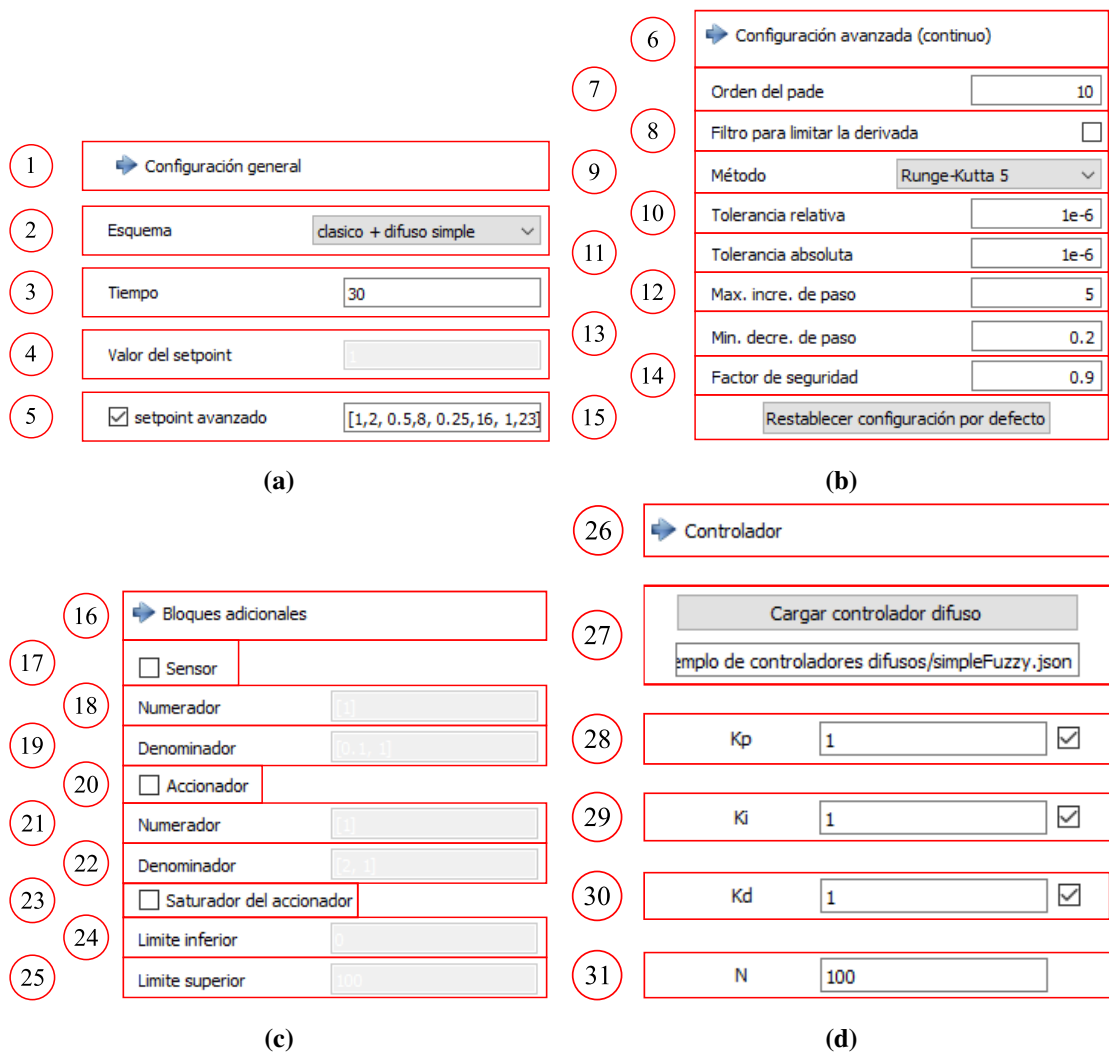 1 Configuración general
2 Esquema clasico + difuso simple
3 Tiempo 30
4 Valor del setpoint 1
5 setpoint avanzado [1,2, 0.5,8, 0.25,16, 1,23]
(a)
6 Configuración avanzada (continuo)
7 Orden del pade 10
8 Filtro para limitar la derivada
9 Método Runge-Kutta 5
10 Tolerancia relativa 1e-6
11 Tolerancia absoluta 1e-6
12 Max. incre. de paso 5
13 Min. decre. de paso 0.2
14 Factor de seguridad 0.9
15 Restablecer configuración por defecto
(b)
16 Bloques adicionales
17 Sensor
18 Numerador [1]
19 Denominador [0.1, 1]
20 Accionador
21 Numerador [1]
22 Denominador [2, 1]
23 Saturador del accionador
24 Limite inferior 0
25 Limite superior 100
(c)
26 Controlador
27 Cargar controlador difuso
emplo de controladores difusos/simpleFuzzy.json
28 Kp 1
29 Ki 1
30 Kd 1
31 N 100
(d)